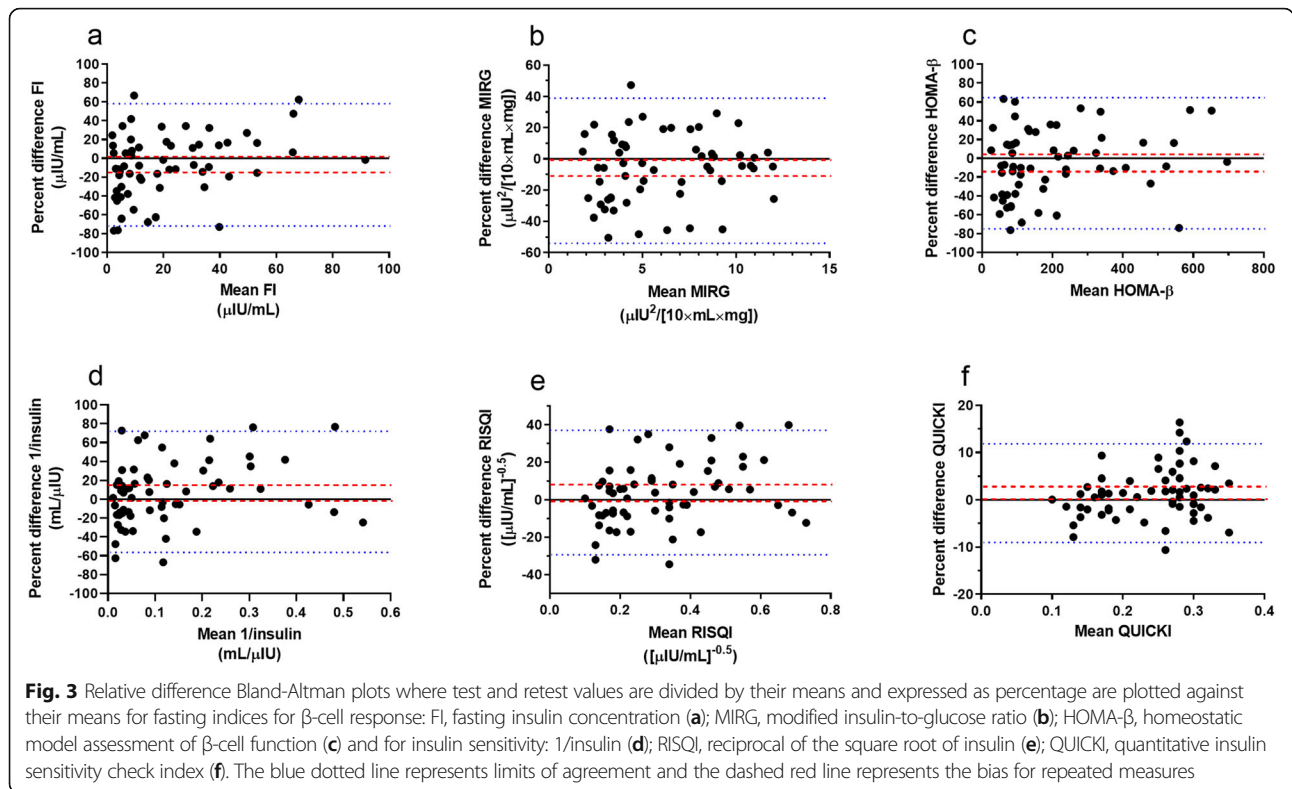 a
Percent difference FI
(µIU/mL)
100
80
60
40
20
0
-20
-40
-60
-80
-100
0 20 40 60 80 100
Mean FI
(µIU/mL)
b
Percent difference MIRG
(µIU²/[10×mL×mg])
60
40
20
0
-20
-40
-60
0 5 10 15
Mean MIRG
(µIU²/[10×mL×mg])
c
Percent difference HOMA-β
100
80
60
40
20
0
-20
-40
-60
-80
-100
0 200 400 600 800
Mean HOMA-β
d
Percent difference 1/insulin
(mL/µIU)
100
80
60
40
20
0
-20
-40
-60
-80
-100
0.0 0.1 0.2 0.3 0.4 0.5 0.6
Mean 1/insulin
(mL/µIU)
e
Percent difference RISQI
([µIU/mL]⁻⁰·⁵)
40
20
0
-20
-40
0.0 0.2 0.4 0.6 0.8
Mean RISQI
([µIU/mL]⁻⁰·⁵)
f
Percent difference QUICKI
20
10
0
-10
-20
0.0 0.1 0.2 0.3 0.4
Mean QUICKI
Fig. 3 Relative difference Bland-Altman plots where test and retest values are divided by their means and expressed as percentage are plotted against
their means for fasting indices for β-cell response: FI, fasting insulin concentration (a); MIRG, modified insulin-to-glucose ratio (b); HOMA-β, homeostatic
model assessment of β-cell function (c) and for insulin sensitivity: 1/insulin (d); RISQI, reciprocal of the square root of insulin (e); QUICKI, quantitative insulin
sensitivity check index (f). The blue dotted line represents limits of agreement and the dashed red line represents the bias for repeated measures